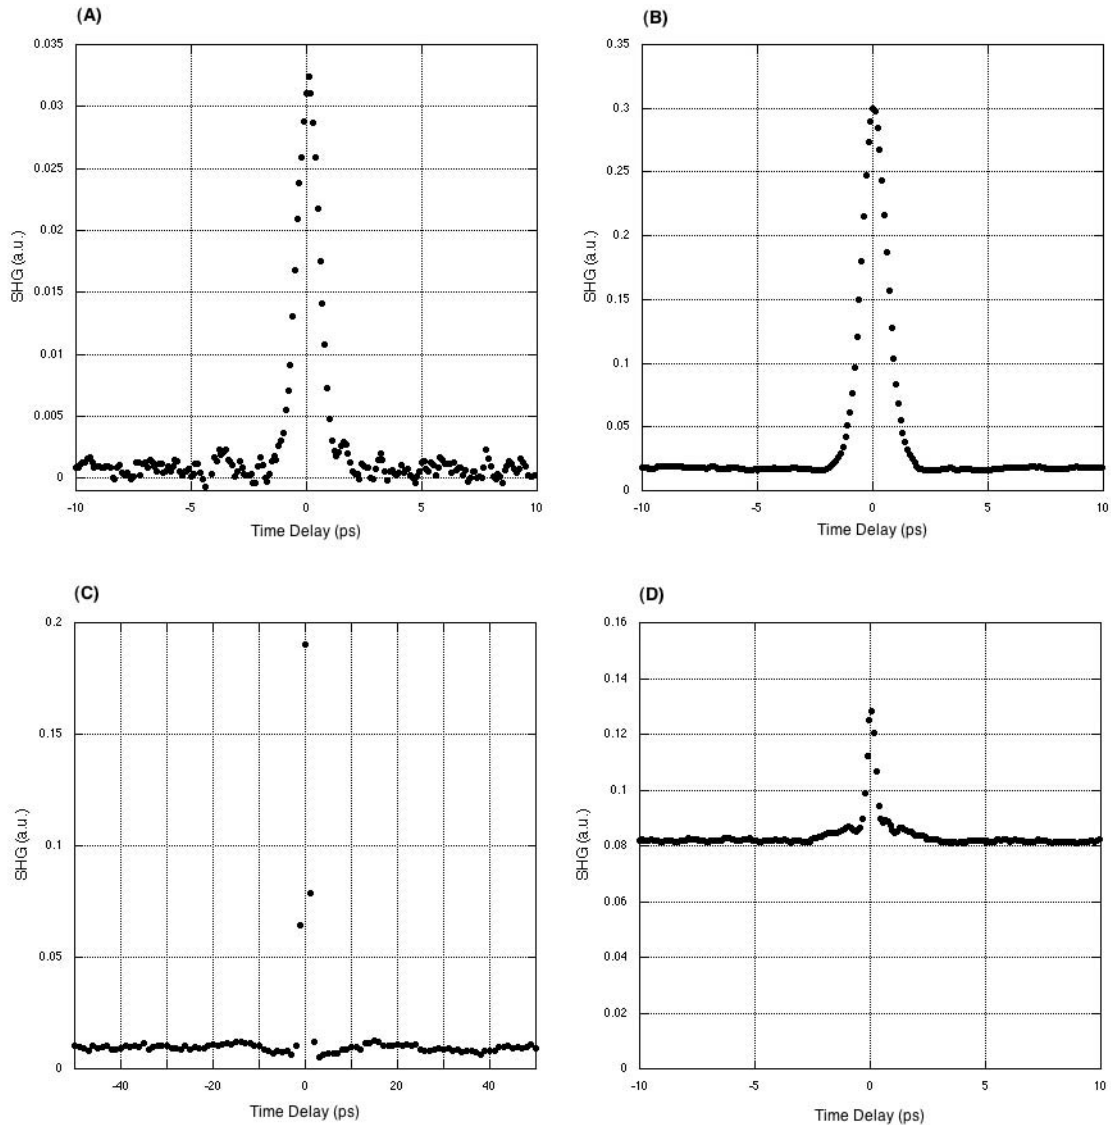 (A)
0.035
0.03
0.025
0.02
0.015
0.01
0.005
0
SHG (a.u.)
-10 -5 0 5 10
Time Delay (ps)
(B)
0.35
0.3
0.25
0.2
0.15
0.1
0.05
0
SHG (a.u.)
-10 -5 0 5 10
Time Delay (ps)
(C)
0.2
0.15
0.1
0.05
0
SHG (a.u.)
-40 -20 0 20 40
Time Delay (ps)
(D)
0.16
0.14
0.12
0.1
0.08
0.06
0.04
0.02
0
SHG (a.u.)
-10 -5 0 5 10
Time Delay (ps)